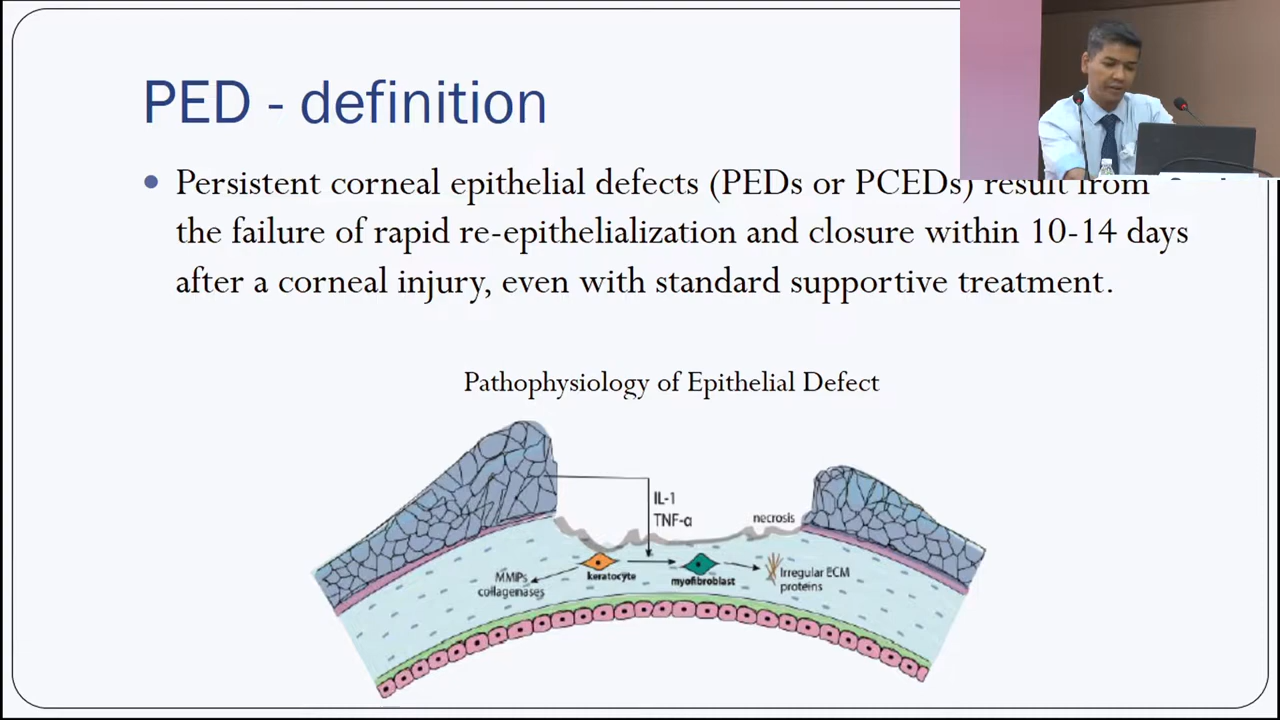 PED - definition
• Persistent corneal epithelial defects (PEDs or PCEDs) result from
the failure of rapid re-epithelialization and closure within 10-14 days
after a corneal injury, even with standard supportive treatment.
Pathophysiology of Epithelial Defect
IL-1
TNF-α
necrosis
MMPs
collagenases
keratocyte
myofibroblast
Irregular ECM
proteins